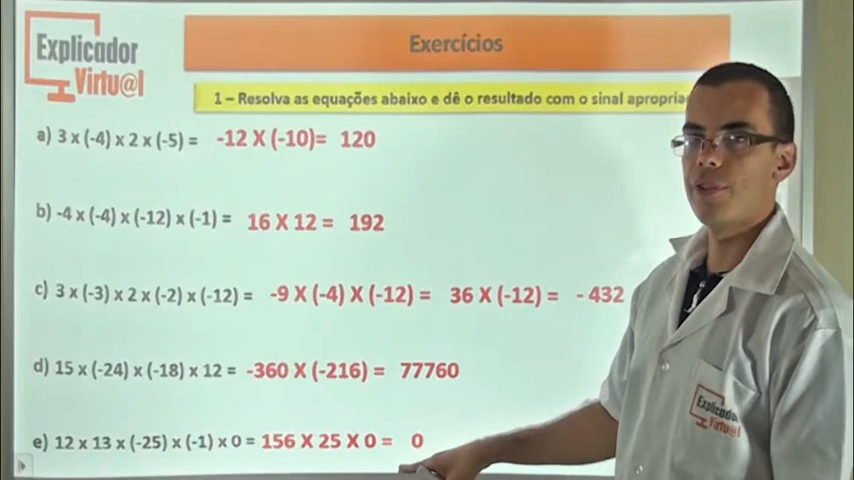 Explicador
Virtu@l
Exercícios
1 – Resolva as equações abaixo e dê o resultado com o sinal
a) 3 x (-4) x 2 x (-5) = -12 X (-10)= 120
b) -4 x (-4) x (-12) x (-1) = 16 X 12 = 192
c) 3 x (-3) x 2 x (-2) x (-12) = -9 X (-4) X (-12) = 36 X (-12) = - 432
d) 15 x (-24) x (-18) x 12 = -360 X (-216) = 77760
e) 12 x 13 x (-25) x (-1) x 0 = 156 X 25 X 0 = 0
Explicador
Virtu@l